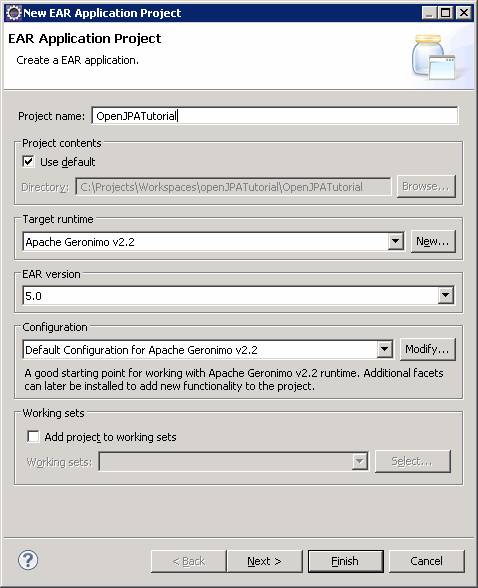 New EAR Application Project
EAR Application Project
Create a EAR application.
Project name: OpenJPATutorial
Project contents
Use default
Directory: C:\Projects\Workspaces\openJPATutorial\OpenJPATutorial Browse...
Target runtime
Apache Geronimo v2.2 New...
EAR version
5.0
Configuration
Default Configuration for Apache Geronimo v2.2 Modify...
A good starting point for working with Apache Geronimo v2.2 runtime. Additional facets
can later be installed to add new functionality to the project.
Working sets
Add project to working sets
Working sets: Select...
? < Back Next > Finish Cancel